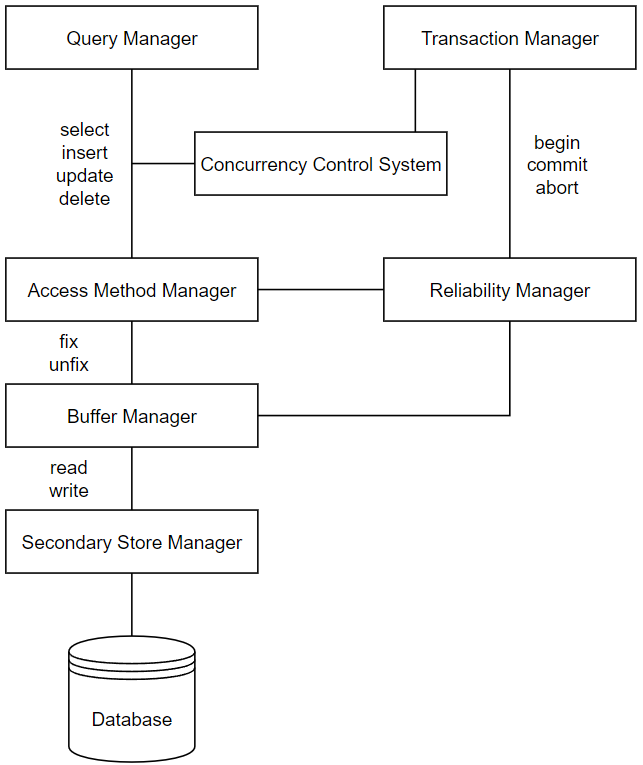 Query Manager
Transaction Manager
select
insert
update
delete
Concurrency Control System
begin
commit
abort
Access Method Manager
Reliability Manager
fix
unfix
Buffer Manager
read
write
Secondary Store Manager
Database